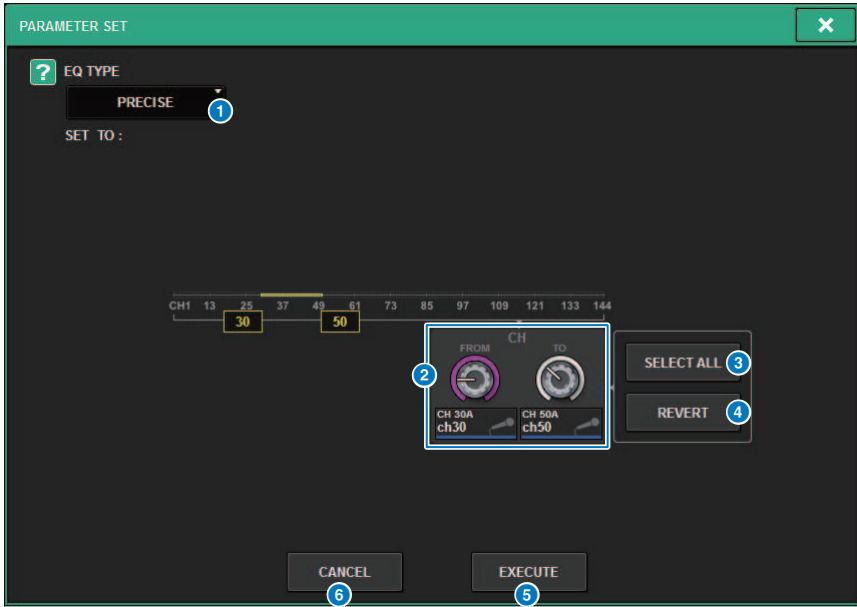 PARAMETER SET
?
EQ TYPE
PRECISE
1
SET TO :
CH1 13 25 37 49 61 73 85 97 109 121 133 144
30 50
CH
FROM TO
2
CH 30A CH 50A
ch30 ch50
SELECT ALL 3
REVERT 4
CANCEL EXECUTE
6 5